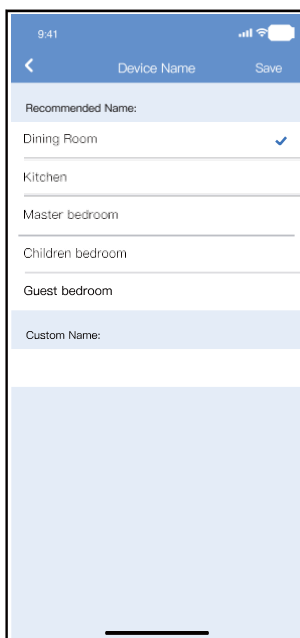 9:41
Device Name Save
Recommended Name:
Dining Room
Kitchen
Master bedroom
Children bedroom
Guest bedroom
Custom Name: